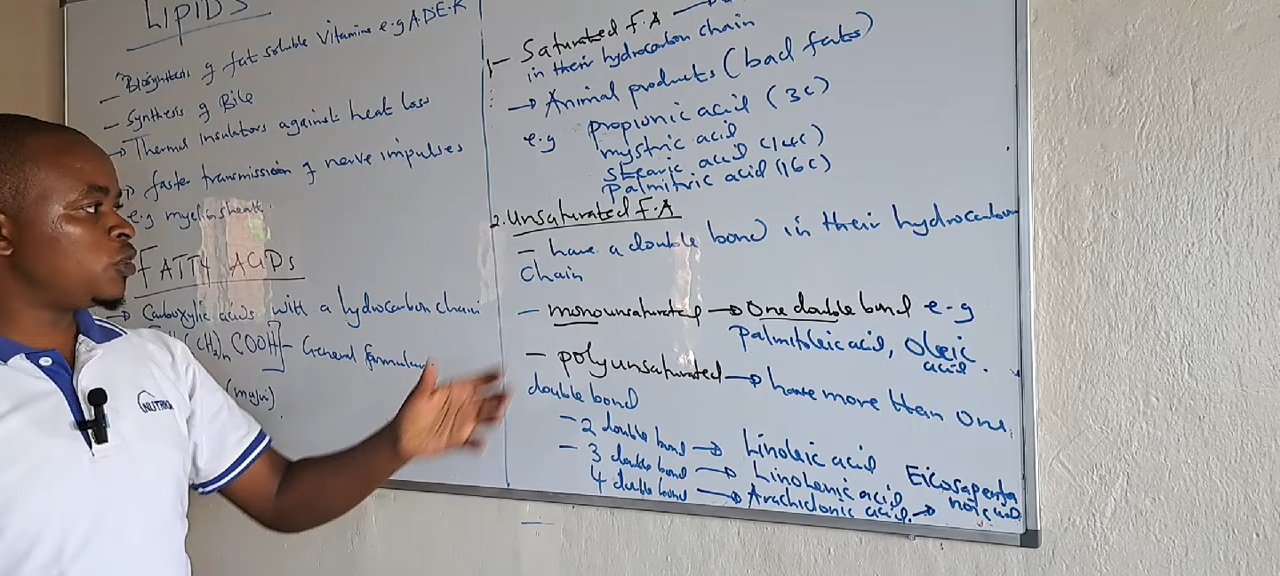 LIPIDS
- Biosynthesis of fat soluble vitamins e.g A.D.E.K
- Synthesis of Bile
→ Thermal insulators against heat loss
→ faster transmission of nerve impulses
e.g myelin sheath.
FATTY ACIDS
→ Carboxylic acids with a hydrocarbon chain
(CH2)n COOH] - General formular.
(main)
NUTRICA
1- Saturated F.A →
in their hydrocarbon chain
→ Animal products (bad fats)
e.g propionic acid (3C)
mystric acid (14C)
stearic acid
palmitric acid (16C)
2. Unsaturated F.A
- have a double bond in their hydrocarbon
chain
- monounsaturated → One double bond e-g
Palmitoleic acid, Oleic
acid.
- polyunsaturated → have more than one
double bond
- 2 double bond → Linoleic acid
- 3 double bond → Linolenic acid
4 double bond → Arachidonic acid. → Eicosapenta
noic acid